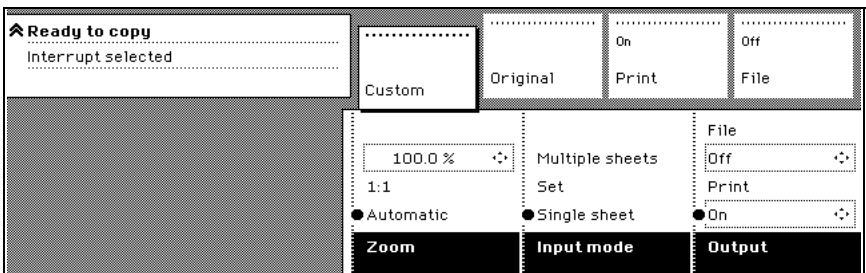 Ready to copy
Interrupt selected
Custom
Original
On
Print
Off
File
100.0 %
1:1
Automatic
Zoom
Multiple sheets
Set
Single sheet
Input mode
File
Off
Print
On
Output